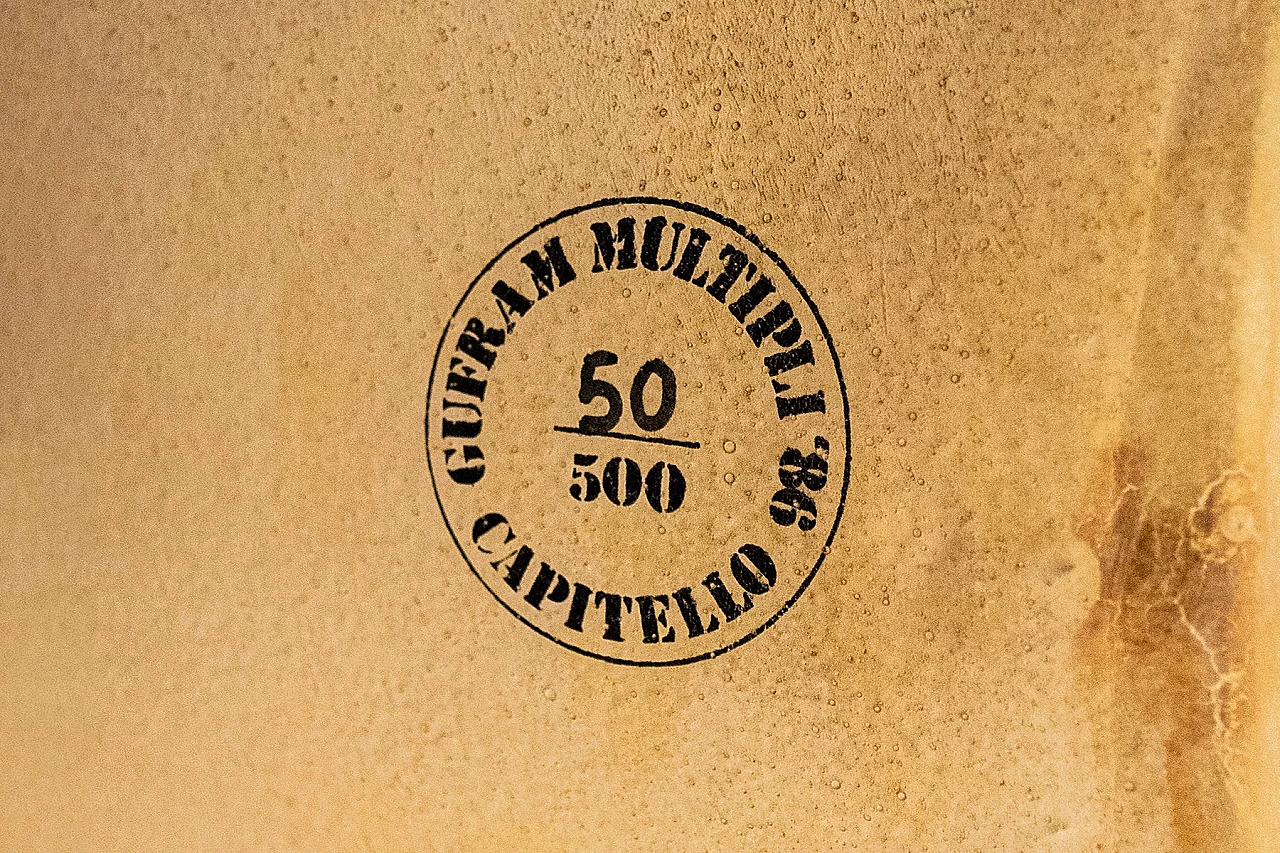 GUFRAM MULTIPLI '86
50
500
CAPITELLO